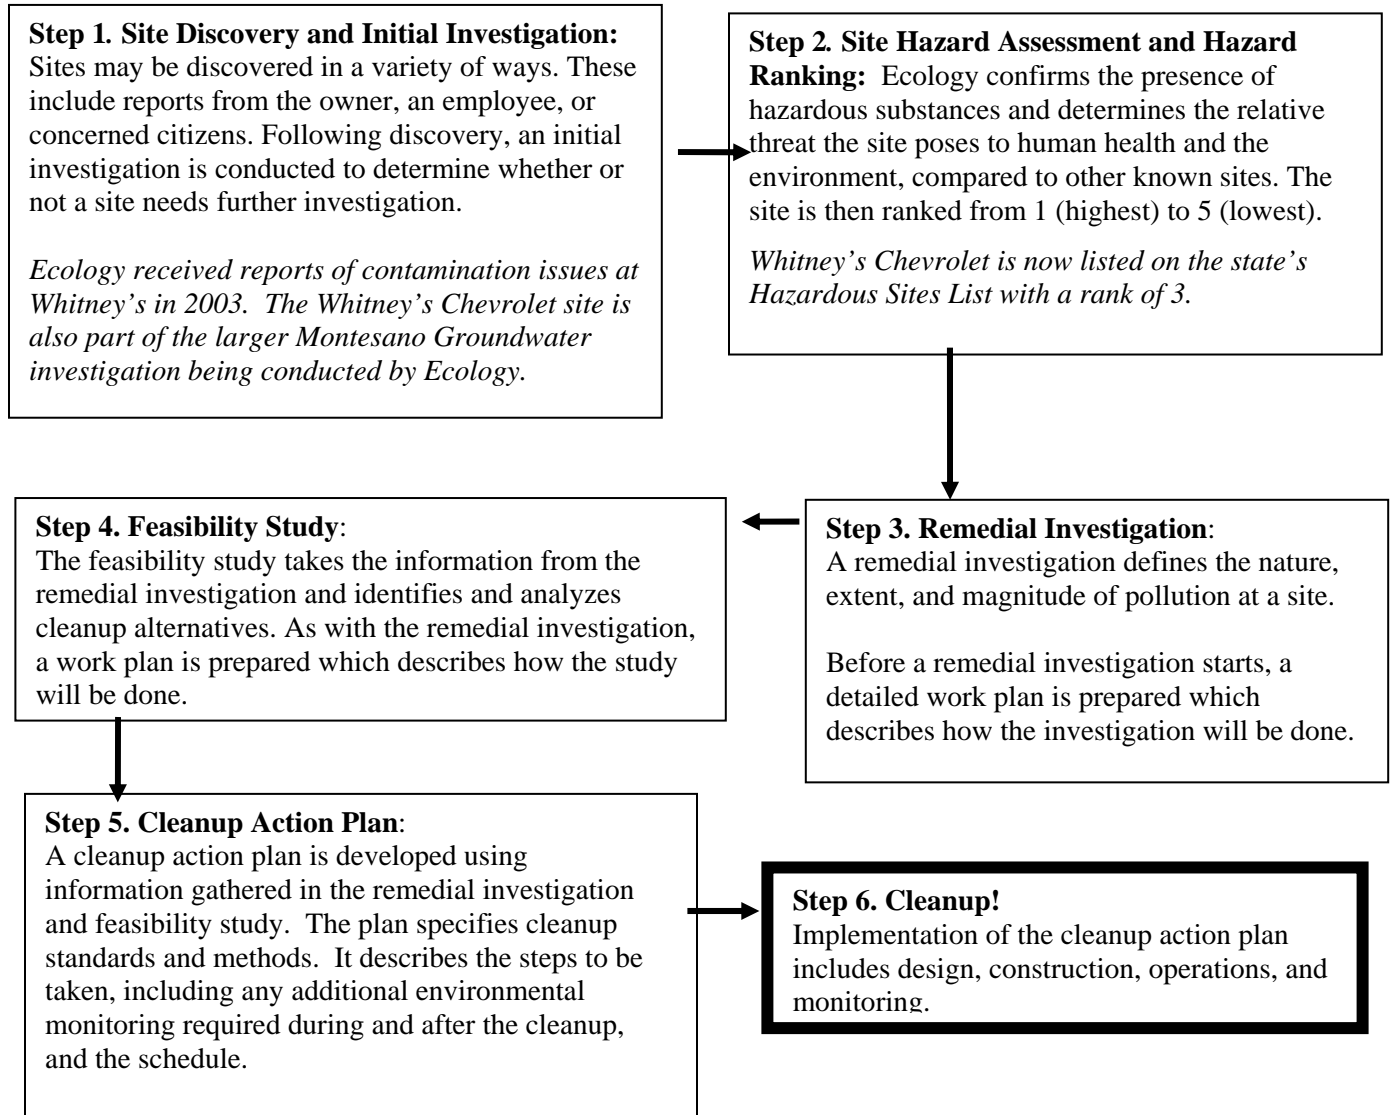 Step 1. Site Discovery and Initial Investigation:
Sites may be discovered in a variety of ways. These
include reports from the owner, an employee, or
concerned citizens. Following discovery, an initial
investigation is conducted to determine whether or
not a site needs further investigation.
Ecology received reports of contamination issues at
Whitney’s in 2003. The Whitney’s Chevrolet site is
also part of the larger Montesano Groundwater
investigation being conducted by Ecology.
Step 2. Site Hazard Assessment and Hazard
Ranking: Ecology confirms the presence of
hazardous substances and determines the relative
threat the site poses to human health and the
environment, compared to other known sites. The
site is then ranked from 1 (highest) to 5 (lowest).
Whitney’s Chevrolet is now listed on the state’s
Hazardous Sites List with a rank of 3.
Step 3. Remedial Investigation:
A remedial investigation defines the nature,
extent, and magnitude of pollution at a site.
Before a remedial investigation starts, a
detailed work plan is prepared which
describes how the investigation will be done.
Step 4. Feasibility Study:
The feasibility study takes the information from the
remedial investigation and identifies and analyzes
cleanup alternatives. As with the remedial investigation,
a work plan is prepared which describes how the study
will be done.
Step 5. Cleanup Action Plan:
A cleanup action plan is developed using
information gathered in the remedial investigation
and feasibility study. The plan specifies cleanup
standards and methods. It describes the steps to be
taken, including any additional environmental
monitoring required during and after the cleanup,
and the schedule.
Step 6. Cleanup!
Implementation of the cleanup action plan
includes design, construction, operations, and
monitoring.